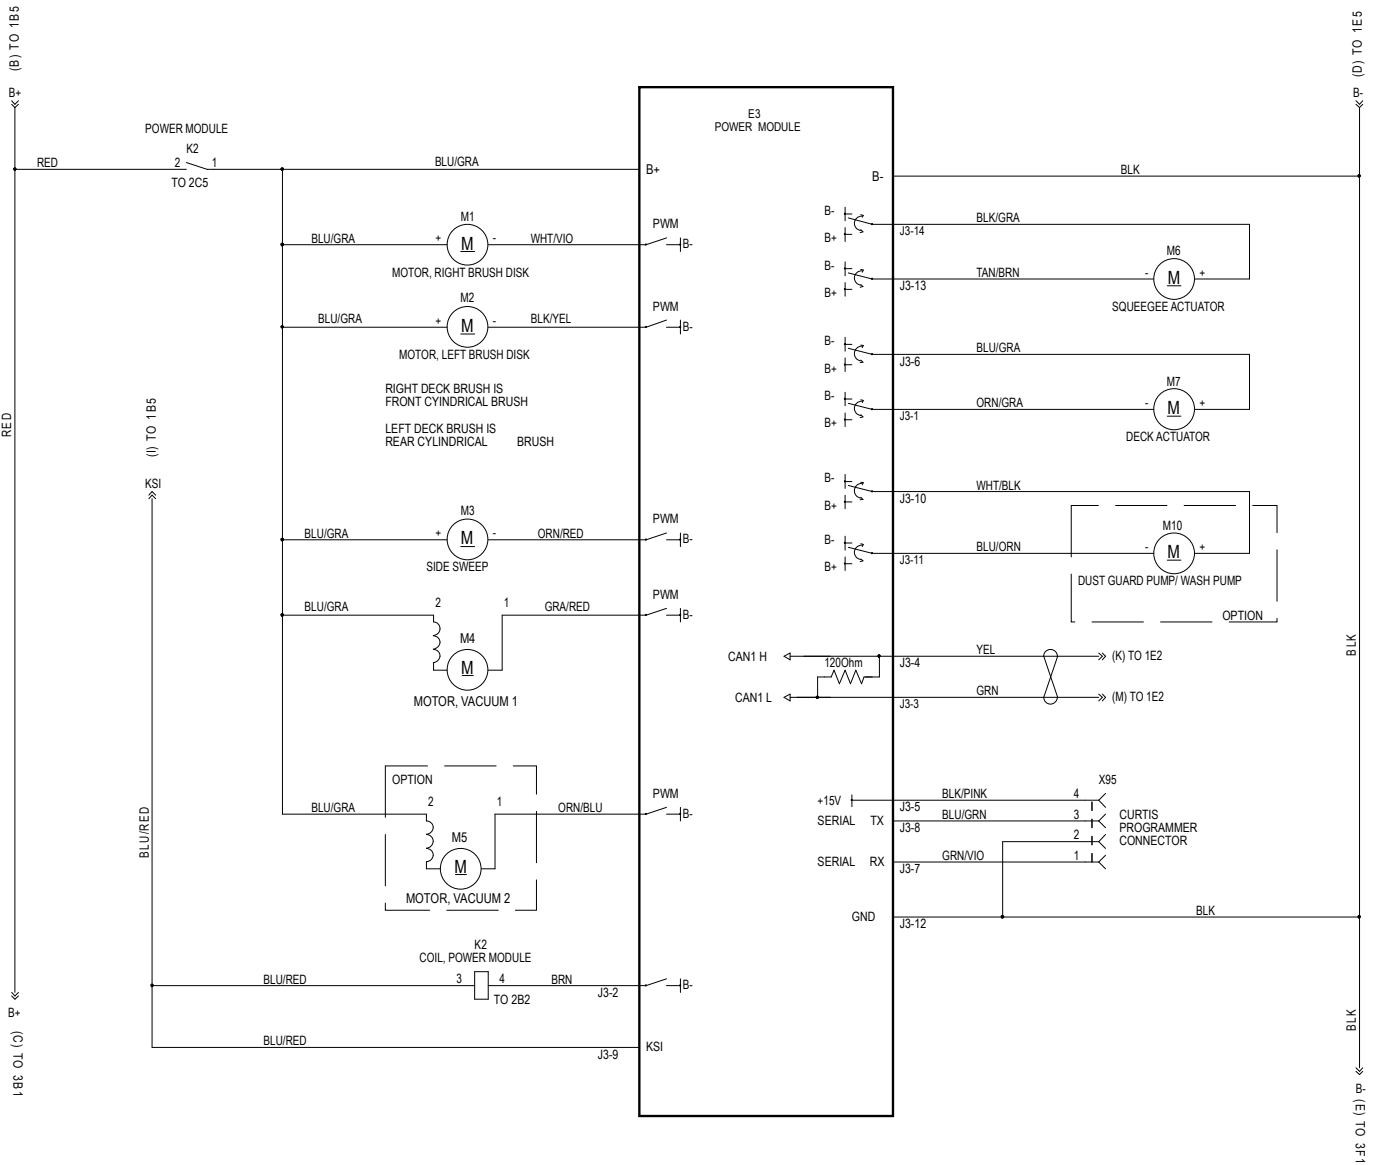 (B) TO 1B5
B+
(D) TO 1E5
B-
E3
POWER MODULE
POWER MODULE
K2
2 1
TO 2C5
RED
BLU/GRA
B+
B-
BLK
M1
BLU/GRA + M - WHT/VIO
MOTOR, RIGHT BRUSH DISK
PWM
B-
M2
BLU/GRA + M - BLK/YEL
MOTOR, LEFT BRUSH DISK
PWM
B-
RIGHT DECK BRUSH IS
FRONT CYINDRICAL BRUSH
LEFT DECK BRUSH IS
REAR CYLINDRICAL BRUSH
RED
(I) TO 1B5
KSI
M3
BLU/GRA + M - ORN/RED
SIDE SWEEP
PWM
B-
BLU/GRA 2 1 GRA/RED
M4
M
MOTOR, VACUUM 1
PWM
B-
OPTION
BLU/GRA 2 1 ORN/BLU
M5
M
MOTOR, VACUUM 2
PWM
B-
BLU/RED
K2
COIL, POWER MODULE
BLU/RED 3 4 BRN
TO 2B2
J3-2
B-
BLU/RED
J3-9
KSI
B-
B+
J3-14
BLK/GRA
B-
B+
J3-13
TAN/BRN
M6
- M +
SQUEEGEE ACTUATOR
B-
B+
J3-6
BLU/GRA
B-
B+
J3-1
ORN/GRA
M7
- M +
DECK ACTUATOR
B-
B+
J3-10
WHT/BLK
B-
B+
J3-11
BLU/ORN
M10
- M +
DUST GUARD PUMP/ WASH PUMP
OPTION
CAN1 H
120Ohm
J3-4
YEL
(K) TO 1E2
CAN1 L
J3-3
GRN
(M) TO 1E2
BLK
+15V
J3-5
BLK/PINK
4
X95
SERIAL TX
J3-8
BLU/GRN
3
2
CURTIS
PROGRAMMER
CONNECTOR
SERIAL RX
J3-7
GRN/VIO
1
GND
J3-12
BLK
BLK
B+
(C) TO 3B1
B-
(E) TO 3F1